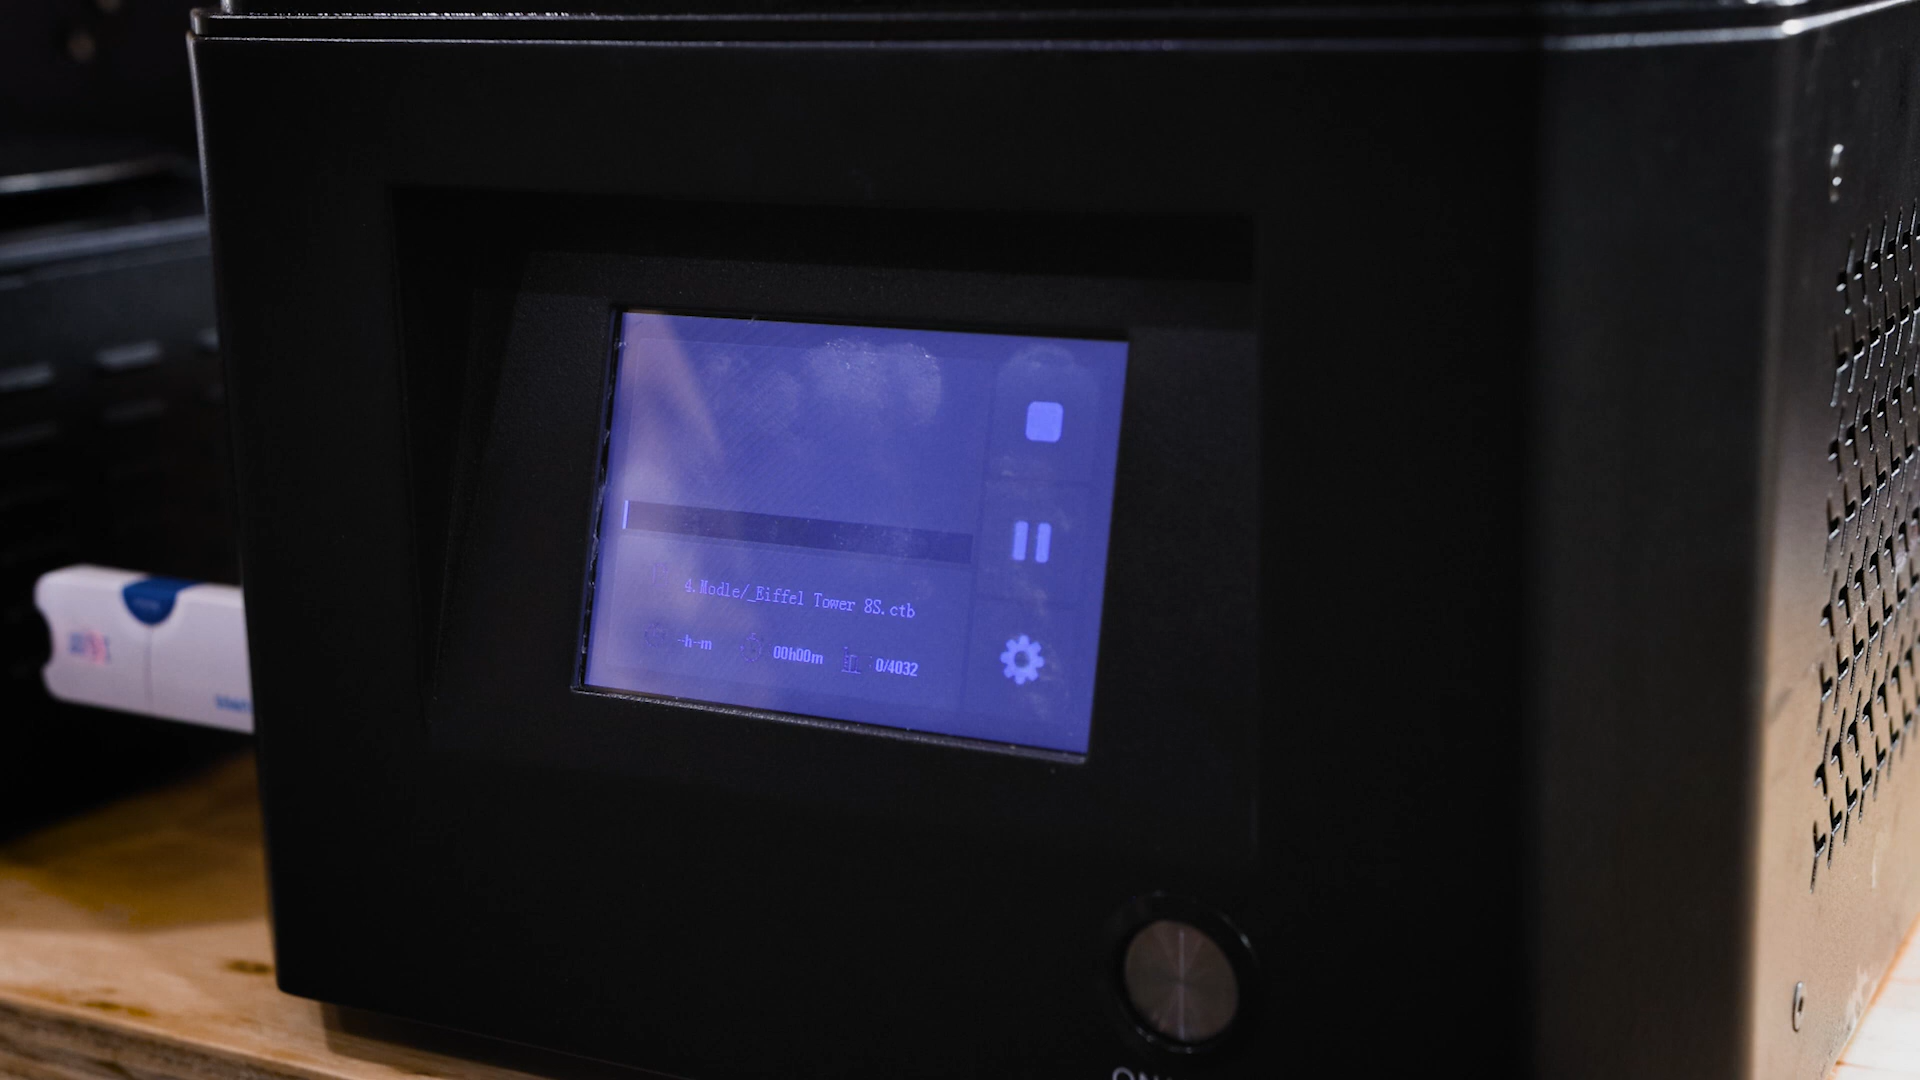 4.Modle/_Eiffel Tower 8S.ctb
--h--m 00h00m 0/4032